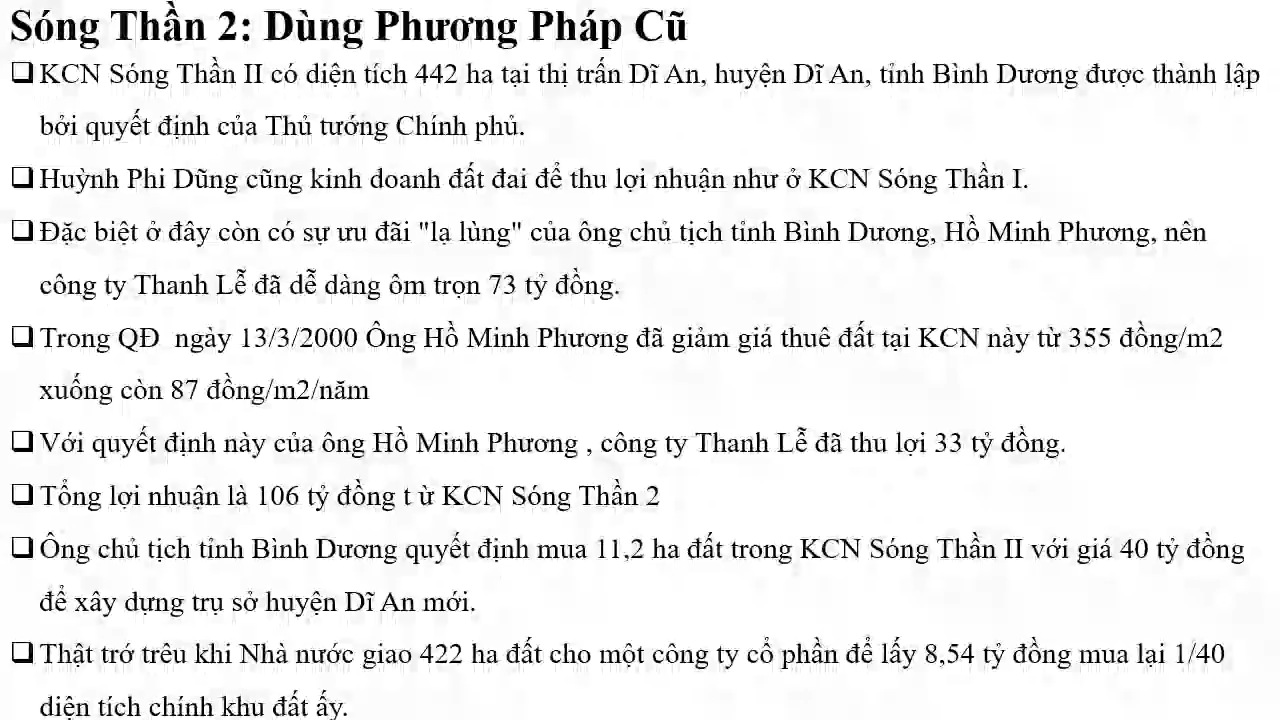 Sóng Thần 2: Dùng Phương Pháp Cũ
❑ KCN Sóng Thần II có diện tích 442 ha tại thị trấn Dĩ An, huyện Dĩ An, tỉnh Bình Dương được thành lập
bởi quyết định của Thủ tướng Chính phủ.
❑ Huỳnh Phi Dũng cũng kinh doanh đất đai để thu lợi nhuận như ở KCN Sóng Thần I.
❑ Đặc biệt ở đây còn có sự ưu đãi "lạ lùng" của ông chủ tịch tỉnh Bình Dương, Hồ Minh Phương, nên
công ty Thanh Lễ đã dễ dàng ôm trọn 73 tỷ đồng.
❑ Trong QĐ  ngày 13/3/2000 Ông Hồ Minh Phương đã giảm giá thuê đất tại KCN này từ 355 đồng/m2
xuống còn 87 đồng/m2/năm
❑ Với quyết định này của ông Hồ Minh Phương , công ty Thanh Lễ đã thu lợi 33 tỷ đồng.
❑ Tổng lợi nhuận là 106 tỷ đồng t ừ KCN Sóng Thần 2
❑ Ông chủ tịch tỉnh Bình Dương quyết định mua 11,2 ha đất trong KCN Sóng Thần II với giá 40 tỷ đồng
để xây dựng trụ sở huyện Dĩ An mới.
❑ Thật trớ trêu khi Nhà nước giao 422 ha đất cho một công ty cổ phần để lấy 8,54 tỷ đồng mua lại 1/40
diện tích chính khu đất ấy.